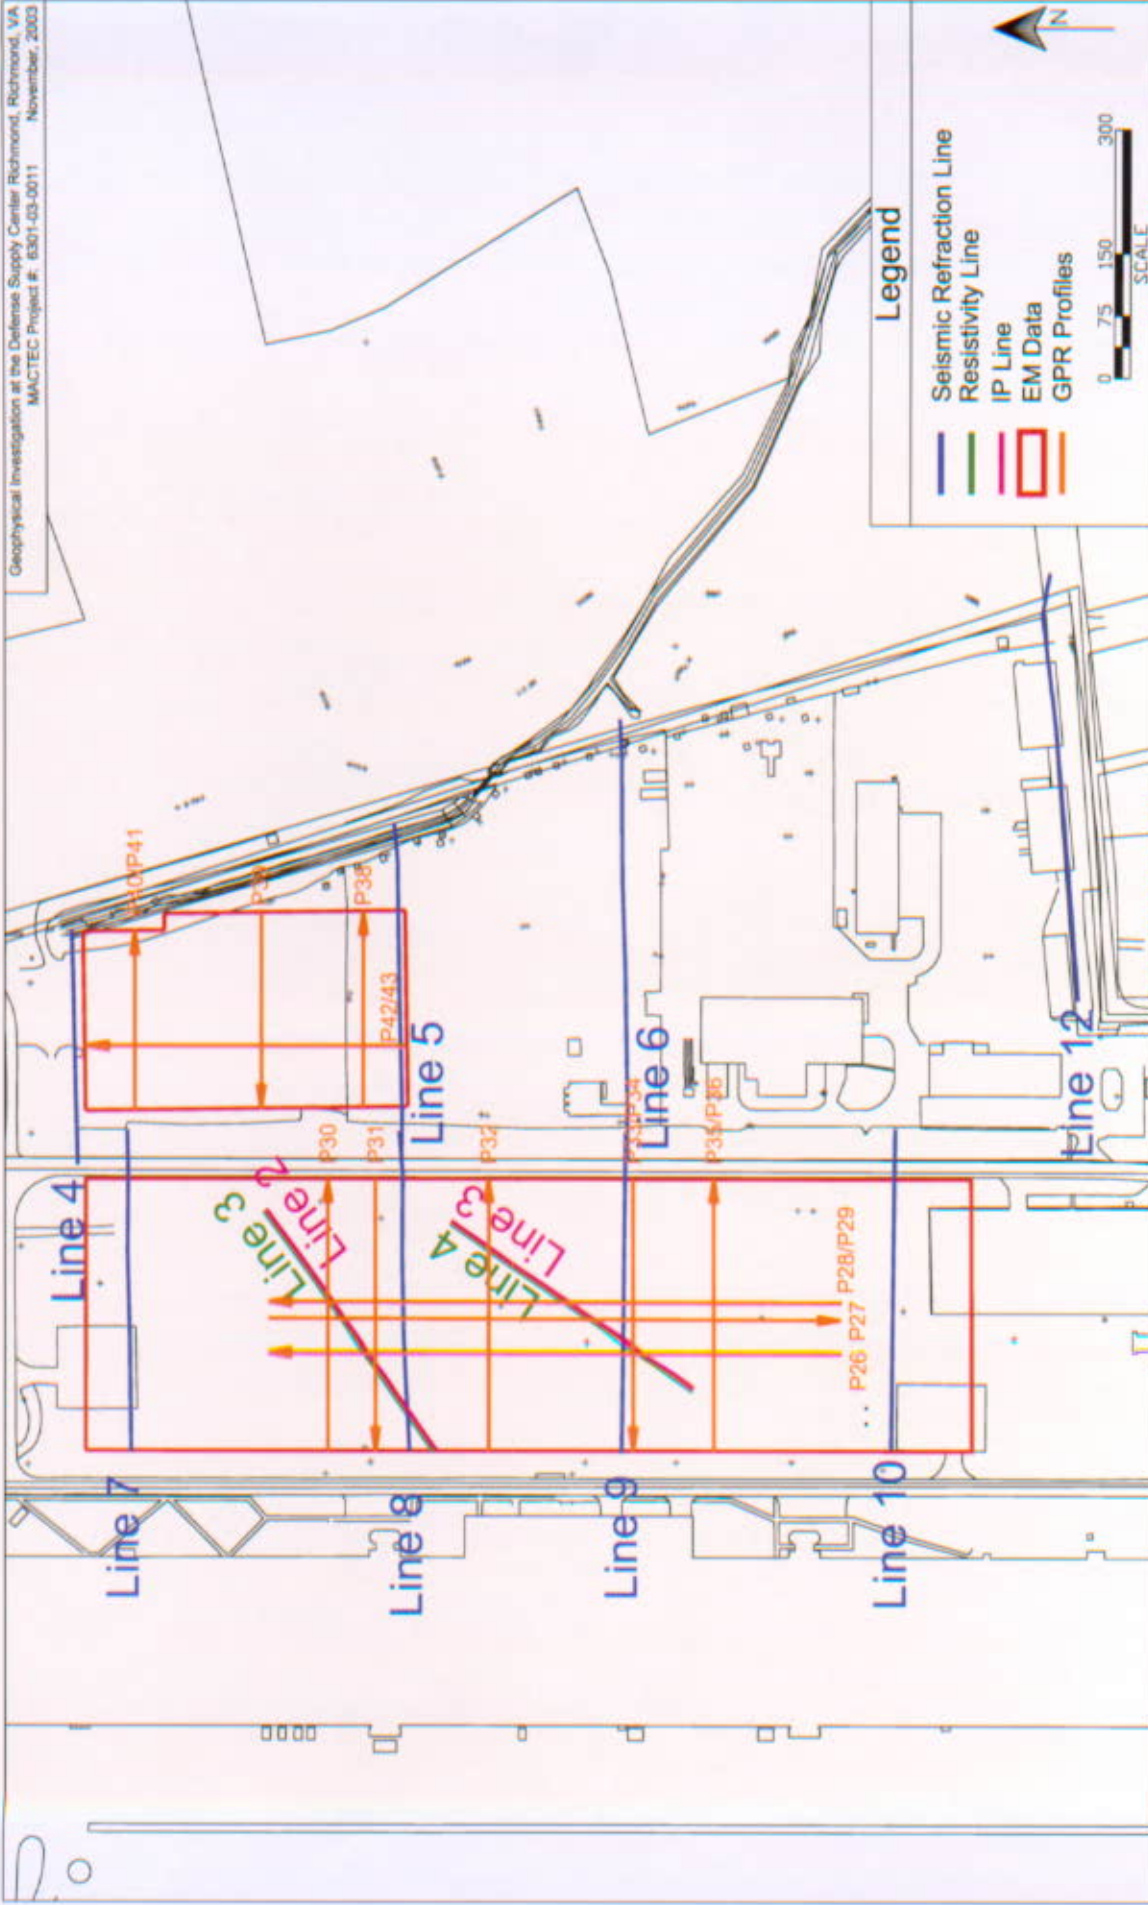 Geophysical Investigation at the Defense Supply Center Richmond, Richmond, VA
MACTEC Project #: 6301-03-0011 November, 2003
P40/P41
P39
P38
P42/43
Line 4
Line 5
Line 6
Line 12
P30
P31
P32
P33/P34
P35/P36
Line 3
Line 2
Line 4
Line 3
P28/P29
P27
P26
Line 7
Line 8
Line 9
Line 10
Legend
Seismic Refraction Line
Resistivity Line
IP Line
EM Data
GPR Profiles
N
0 75 150 300
SCALE